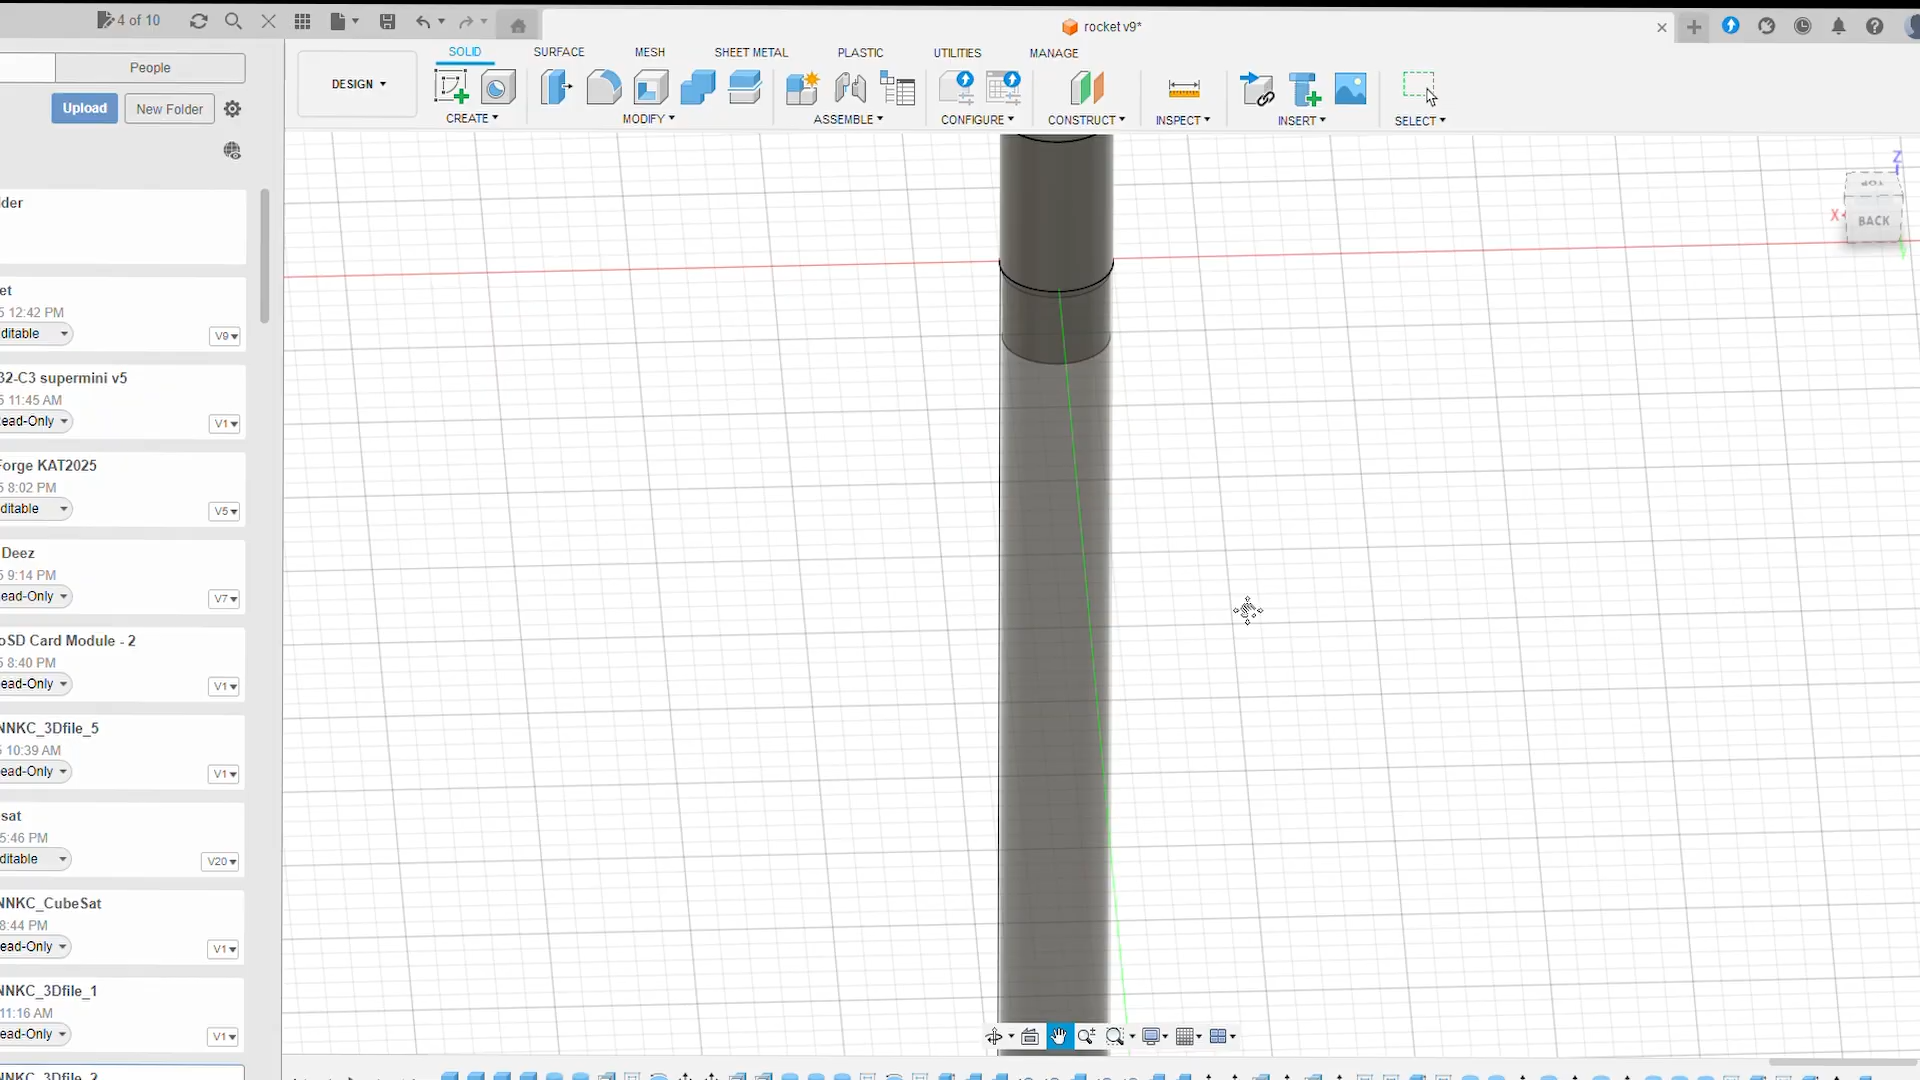 4 of 10
rocket v9*
People
Upload
New Folder
DESIGN
SOLID
SURFACE
MESH
SHEET METAL
PLASTIC
UTILITIES
MANAGE
CREATE
MODIFY
ASSEMBLE
CONFIGURE
CONSTRUCT
INSPECT
INSERT
SELECT
lder
et
5 12:42 PM
ditable
V9
32-C3 supermini v5
5 11:45 AM
ead-Only
V1
Forge KAT2025
5 8:02 PM
ditable
V5
Deez
5 9:14 PM
ead-Only
V7
oSD Card Module - 2
5 8:40 PM
ead-Only
V1
NNKC_3Dfile_5
5 10:39 AM
ead-Only
V1
sat
5:46 PM
ditable
V20
NNKC_CubeSat
8:44 PM
ead-Only
V1
NNKC_3Dfile_1
11:16 AM
ead-Only
V1
NNKC_3Dfile_2
Z
TOP
X
BACK